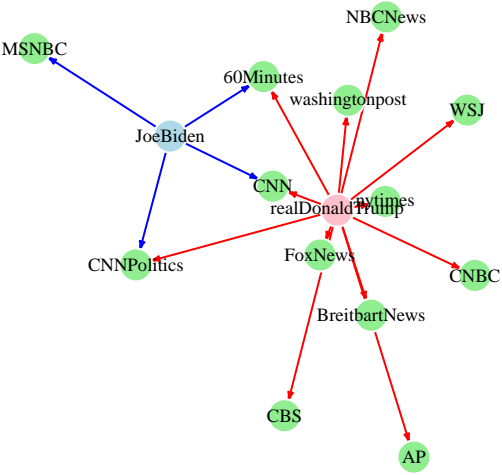 NBCNews
MSNBC
60Minutes
washingtonpost
WSJ
JoeBiden
CNN
nytimes
realDonaldTrump
FoxNews
CNNPolitics
CNBC
BreitbartNews
CBS
AP